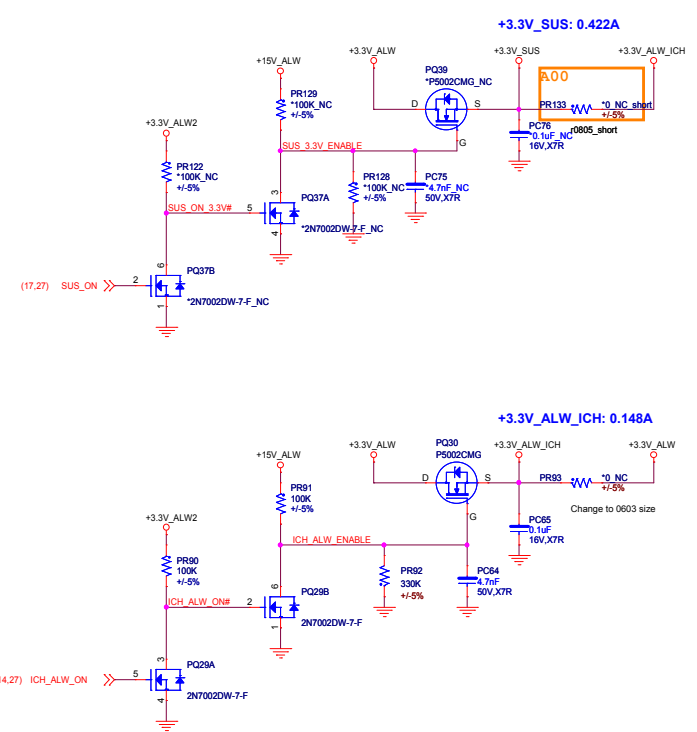 +3.3V_SUS: 0.422A
+3.3V_ALW
+3.3V_SUS
+3.3V_ALW_ICH
+15V_ALW
PQ39
*P5002CMG_NC
A00
PR129
*100K_NC
+/-5%
D
S
PR133
*0_NC_short
+/-5%
r0805_short
+3.3V_ALW2
PC76
*0.1uF_NC
16V,X7R
G
SUS_3.3V_ENABLE
PR122
*100K_NC
+/-5%
PR128
*100K_NC
+/-5%
PC75
*4.7nF_NC
50V,X7R
3
PQ37A
SUS_ON_3.3V#
5
4
*2N7002DW-7-F_NC
6
PQ37B
(17,27) SUS_ON
2
1
*2N7002DW-7-F_NC
+3.3V_ALW_ICH: 0.148A
+3.3V_ALW
+3.3V_ALW_ICH
+3.3V_ALW
+15V_ALW
PQ30
P5002CMG
D
S
PR93
*0_NC
+/-5%
Change to 0603 size
PR91
100K
+/-5%
+3.3V_ALW2
G
PC65
0.1uF
16V,X7R
ICH_ALW_ENABLE
PR90
100K
+/-5%
PR92
330K
+/-5%
PC64
4.7nF
50V,X7R
6
PQ29B
ICH_ALW_ON#
2
1
2N7002DW-7-F
3
PQ29A
4,27) ICH_ALW_ON
5
4
2N7002DW-7-F